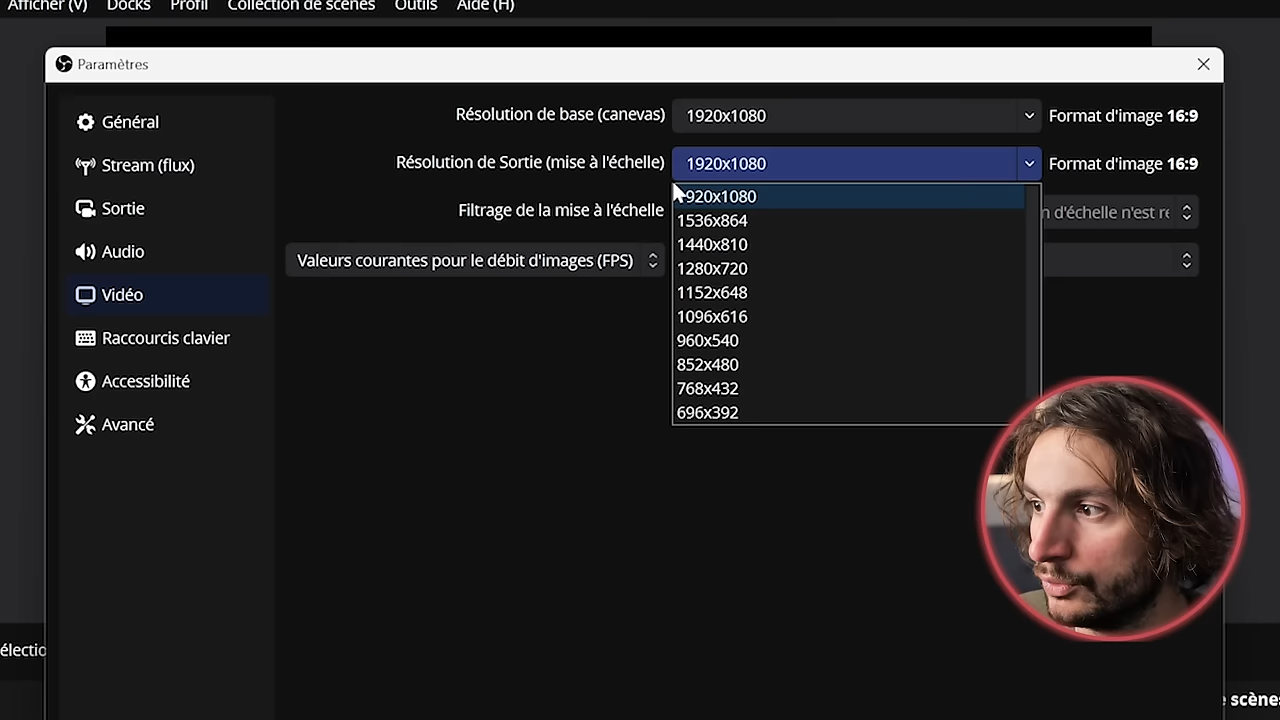 Afficher (V) Docks Profil Collection de scènes Outils Aide (H)
Paramètres
Général
Stream (flux)
Sortie
Audio
Vidéo
Raccourcis clavier
Accessibilité
Avancé
Résolution de base (canevas) 1920x1080 Format d'image 16:9
Résolution de Sortie (mise à l'échelle) 1920x1080 Format d'image 16:9
Filtrage de la mise à l'échelle
d'échelle n'est
Valeurs courantes pour le débit d'images (FPS)
1920x1080
1536x864
1440x810
1280x720
1152x648
1096x616
960x540
852x480
768x432
696x392